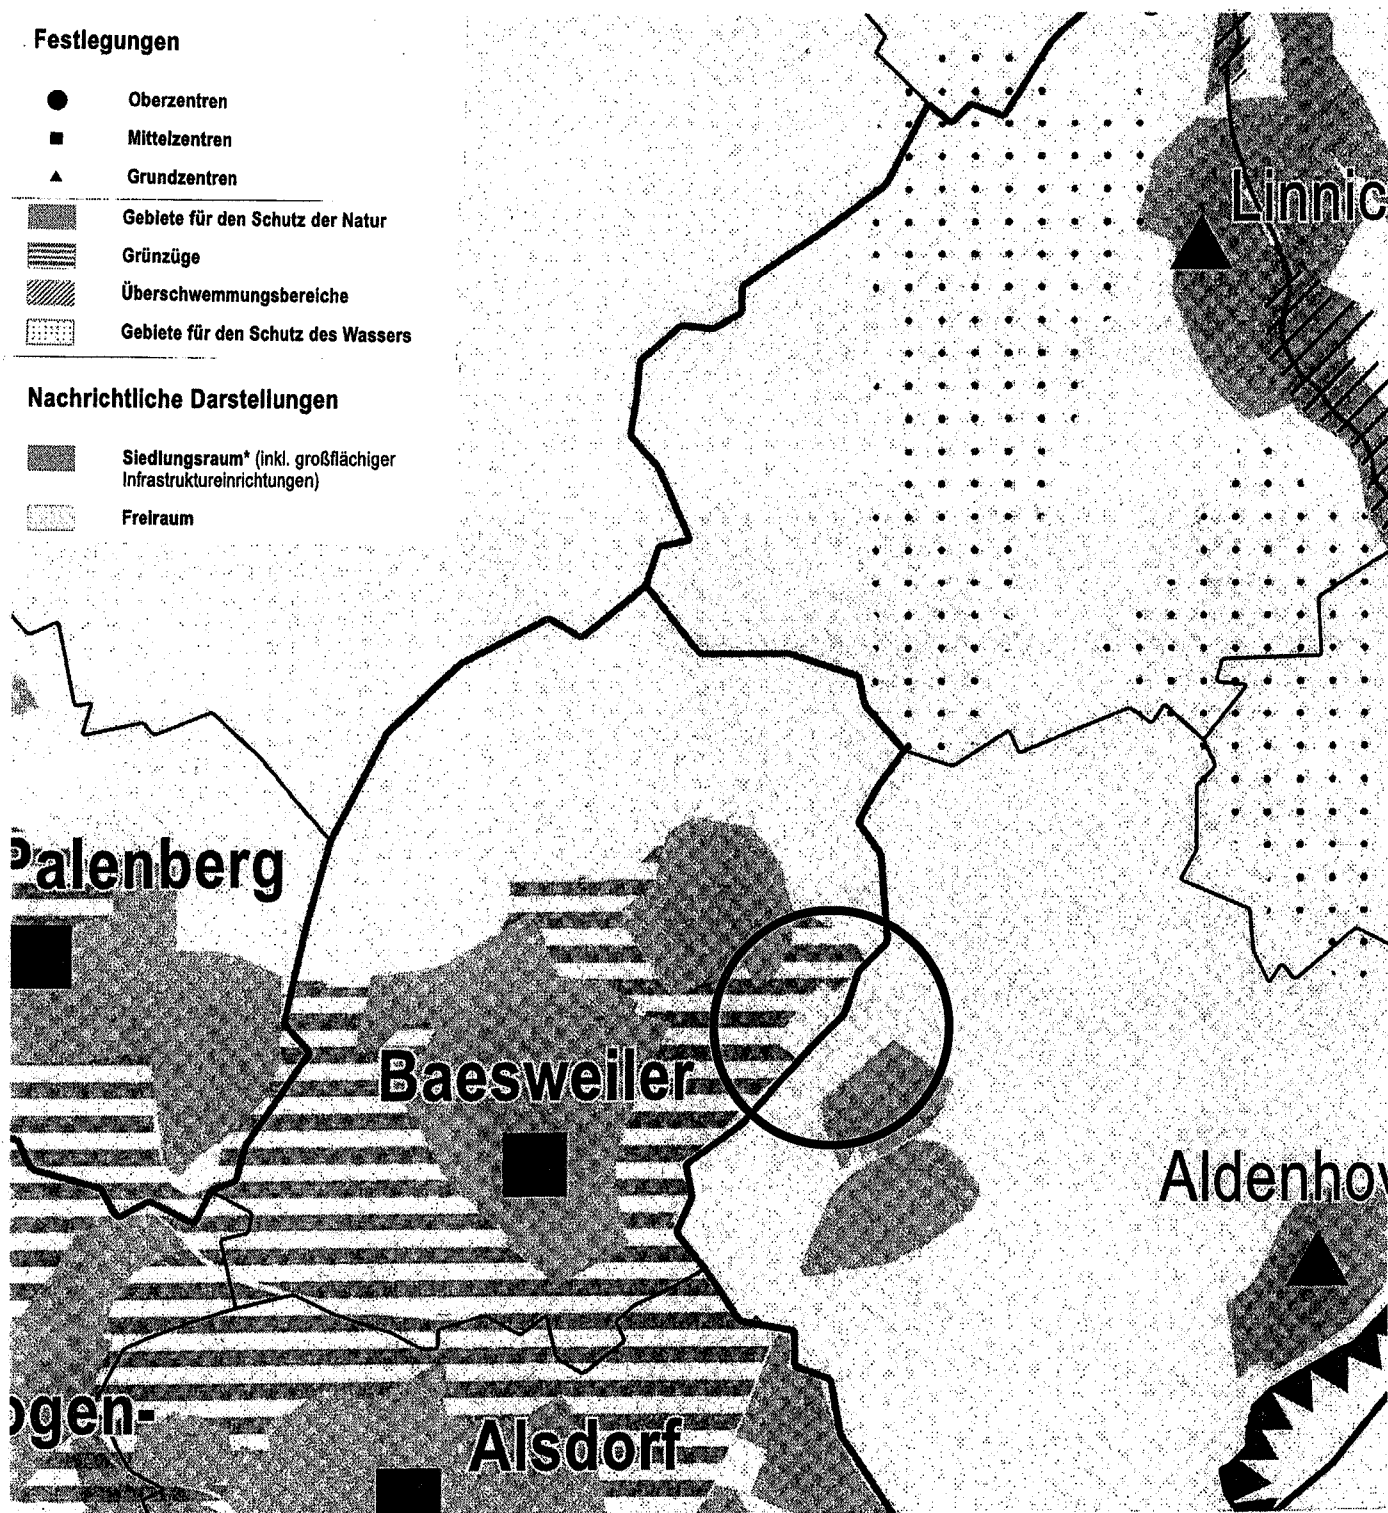 Festlegungen
Oberzentren
Mittelzentren
Grundzentren
Gebiete für den Schutz der Natur
Grünzüge
Überschwemmungsbereiche
Gebiete für den Schutz des Wassers
Nachrichtliche Darstellungen
Siedlungsraum* (inkl. großflächiger
Infrastruktureinrichtungen)
Freiraum
Linnic
Palenberg
Baesweiler
Aldenhov
ogen-
Alsdorf